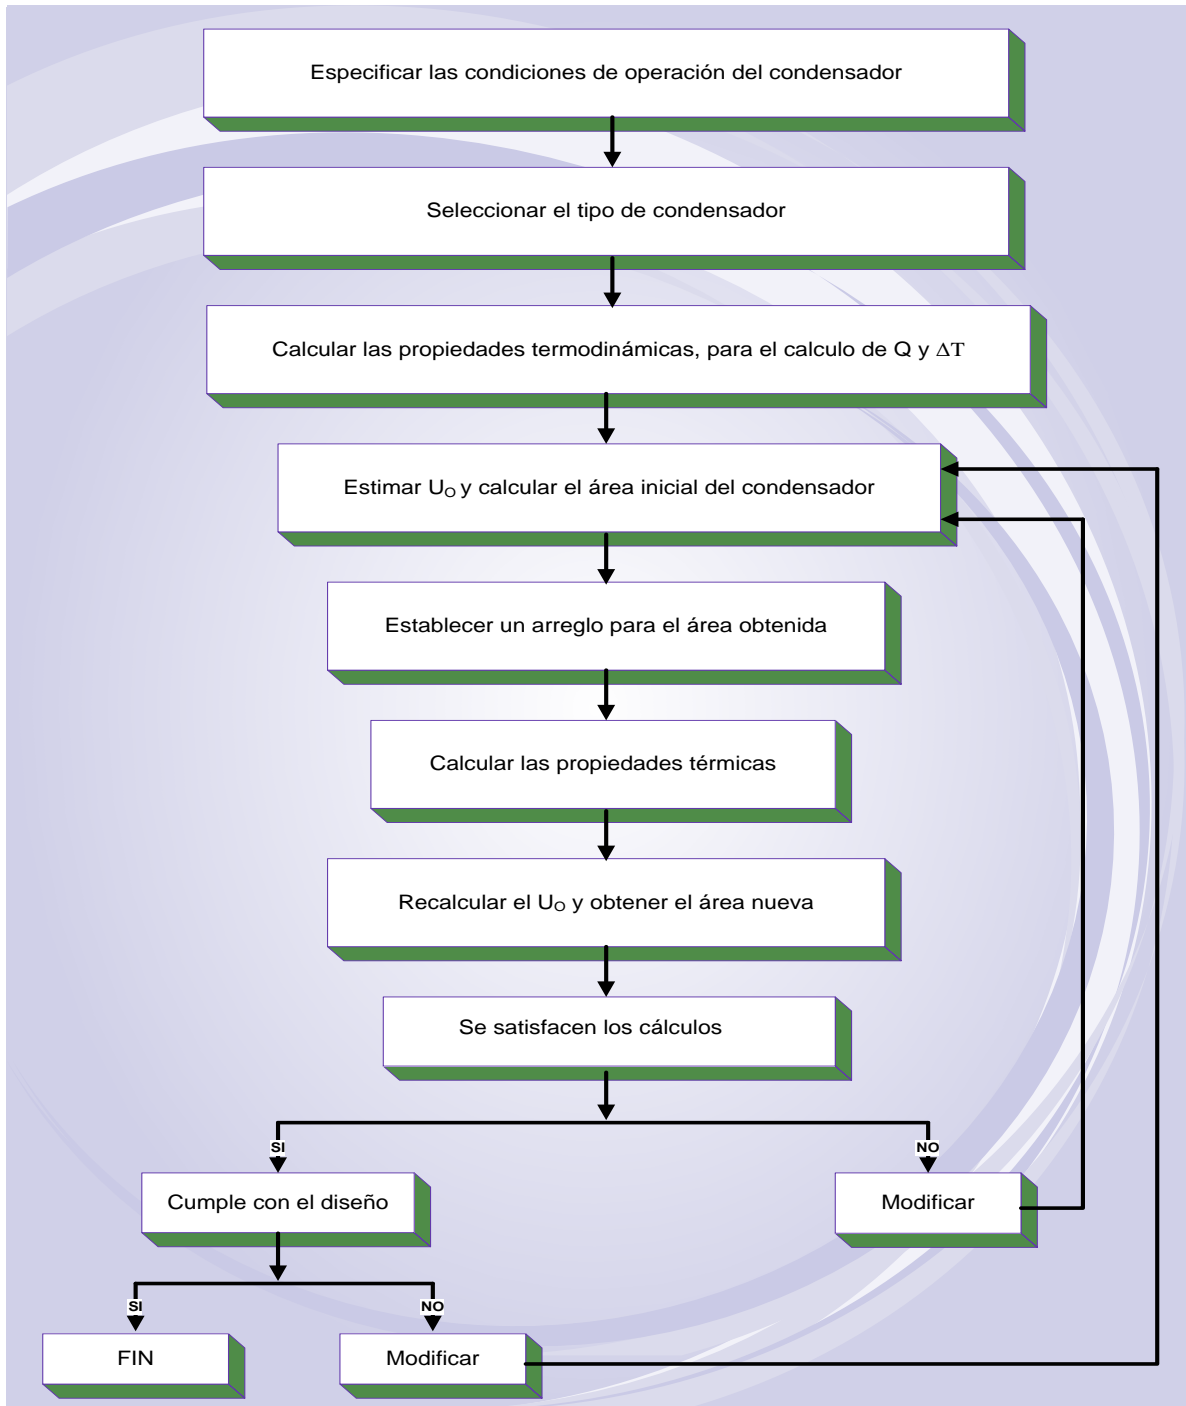 Especificar las condiciones de operación del condensador
Seleccionar el tipo de condensador
Calcular las propiedades termodinámicas, para el calculo de Q y ΔT
Estimar U₀ y calcular el área inicial del condensador
Establecer un arreglo para el área obtenida
Calcular las propiedades térmicas
Recalcular el U₀ y obtener el área nueva
Se satisfacen los cálculos
SI
NO
Cumple con el diseño
Modificar
SI
NO
FIN
Modificar